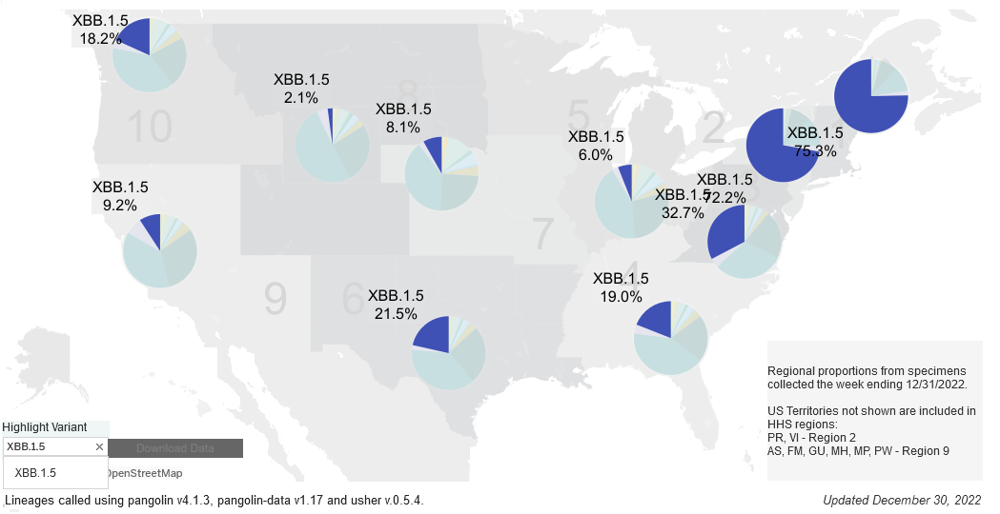 XBB.1.5
18.2%
XBB.1.5
2.1%
8
XBB.1.5
8.1%
5
2
10
XBB.1.5
6.0%
XBB.1.5
75.3%
XBB.1.5
72.2%
XBB.1.5
32.7%
3
XBB.1.5
9.2%
7
4
9
6
XBB.1.5
21.5%
XBB.1.5
19.0%
Regional proportions from specimens
collected the week ending 12/31/2022.
US Territories not shown are included in
HHS regions:
PR, VI - Region 2
AS, FM, GU, MH, MP, PW - Region 9
Highlight Variant
XBB.1.5 ×
Download Data
XBB.1.5
OpenStreetMap
Lineages called using pangolin v4.1.3, pangolin-data v1.17 and usher v.0.5.4.
Updated December 30, 2022